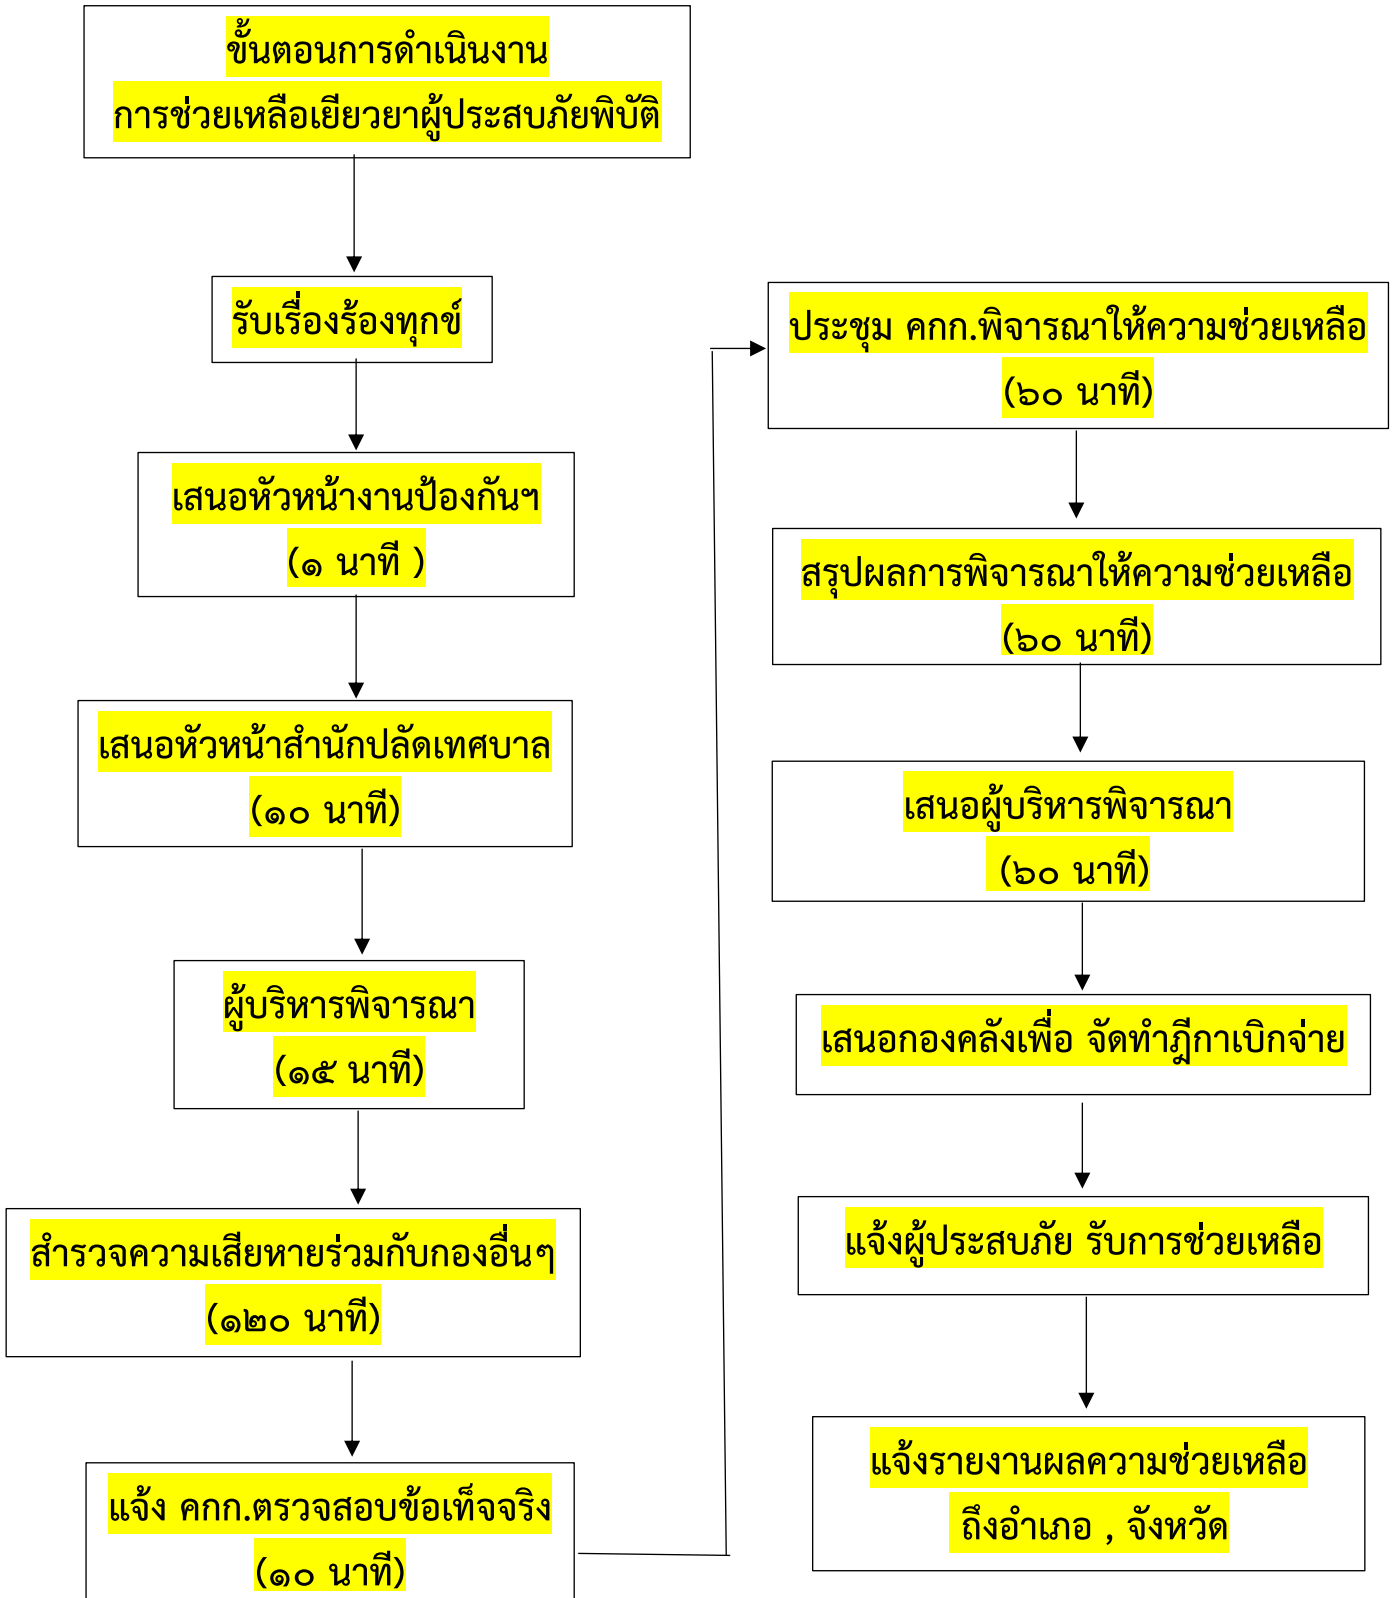 ขั้นตอนการดำเนินงาน
การช่วยเหลือเยียวยาผู้ประสบภัยพิบัติ
รับเรื่องร้องทุกข์
เสนอหัวหน้างานป้องกันฯ
(๑ นาที )
เสนอหัวหน้าสำนักปลัดเทศบาล
(๑๐ นาที)
ผู้บริหารพิจารณา
(๑๕ นาที)
สำรวจความเสียหายร่วมกับกองอื่นๆ
(๑๒๐ นาที)
แจ้ง คกก.ตรวจสอบข้อเท็จจริง
(๑๐ นาที)
ประชุม คกก.พิจารณาให้ความช่วยเหลือ
(๖๐ นาที)
สรุปผลการพิจารณาให้ความช่วยเหลือ
(๖๐ นาที)
เสนอผู้บริหารพิจารณา
(๖๐ นาที)
เสนอกองคลังเพื่อ จัดทำฎีกาเบิกจ่าย
แจ้งผู้ประสบภัย รับการช่วยเหลือ
แจ้งรายงานผลความช่วยเหลือ
ถึงอำเภอ , จังหวัด